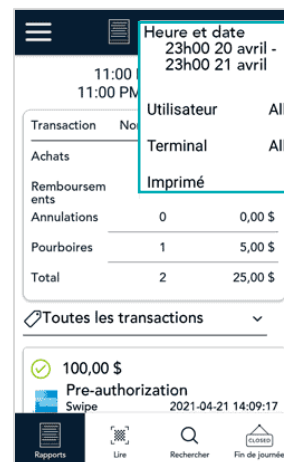 Heure et date
23h00 20 avril -
23h00 21 avril
11:00
11:00 PM
Utilisateur All
Terminal All
Imprimé
Transaction
Achats
Remboursem
ents
Annulations 0 0,00 $
Pourboires 1 5,00 $
Total 2 25,00 $
Toutes les transactions
100,00 $
Pre-authorization
Swipe 2021-04-21 14:09:17
Rapports Lire Rechercher CLOSED Fin de journée